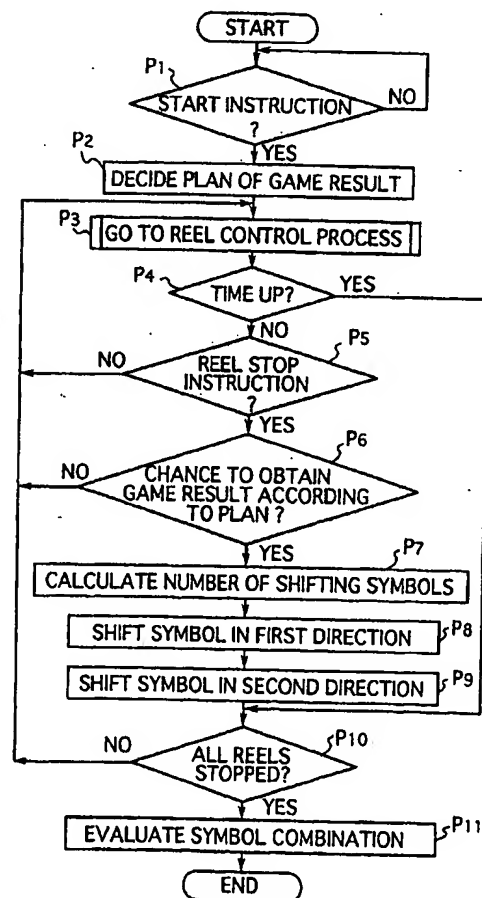 START
P1
START INSTRUCTION
?
NO
YES
P2
DECIDE PLAN OF GAME RESULT
P3
GO TO REEL CONTROL PROCESS
P4
TIME UP?
YES
NO
P5
NO
REEL STOP
INSTRUCTION
?
YES
P6
NO
CHANCE TO OBTAIN
GAME RESULT ACCORDING
TO PLAN ?
YES
P7
CALCULATE NUMBER OF SHIFTING SYMBOLS
SHIFT SYMBOL IN FIRST DIRECTION
P8
SHIFT SYMBOL IN SECOND DIRECTION
P9
NO
P10
ALL REELS
STOPPED?
YES
EVALUATE SYMBOL COMBINATION
P11
END